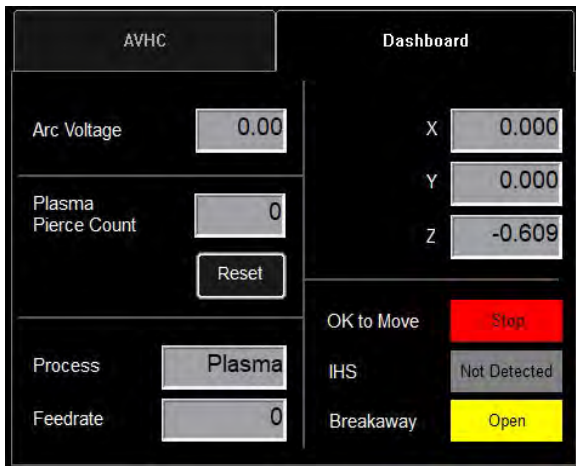 AVHC
Dashboard
Arc Voltage 0.00
Plasma
Pierce Count 0
Reset
Process Plasma
Feedrate 0
X 0.000
Y 0.000
Z -0.609
OK to Move Stop
IHS Not Detected
Breakaway Open